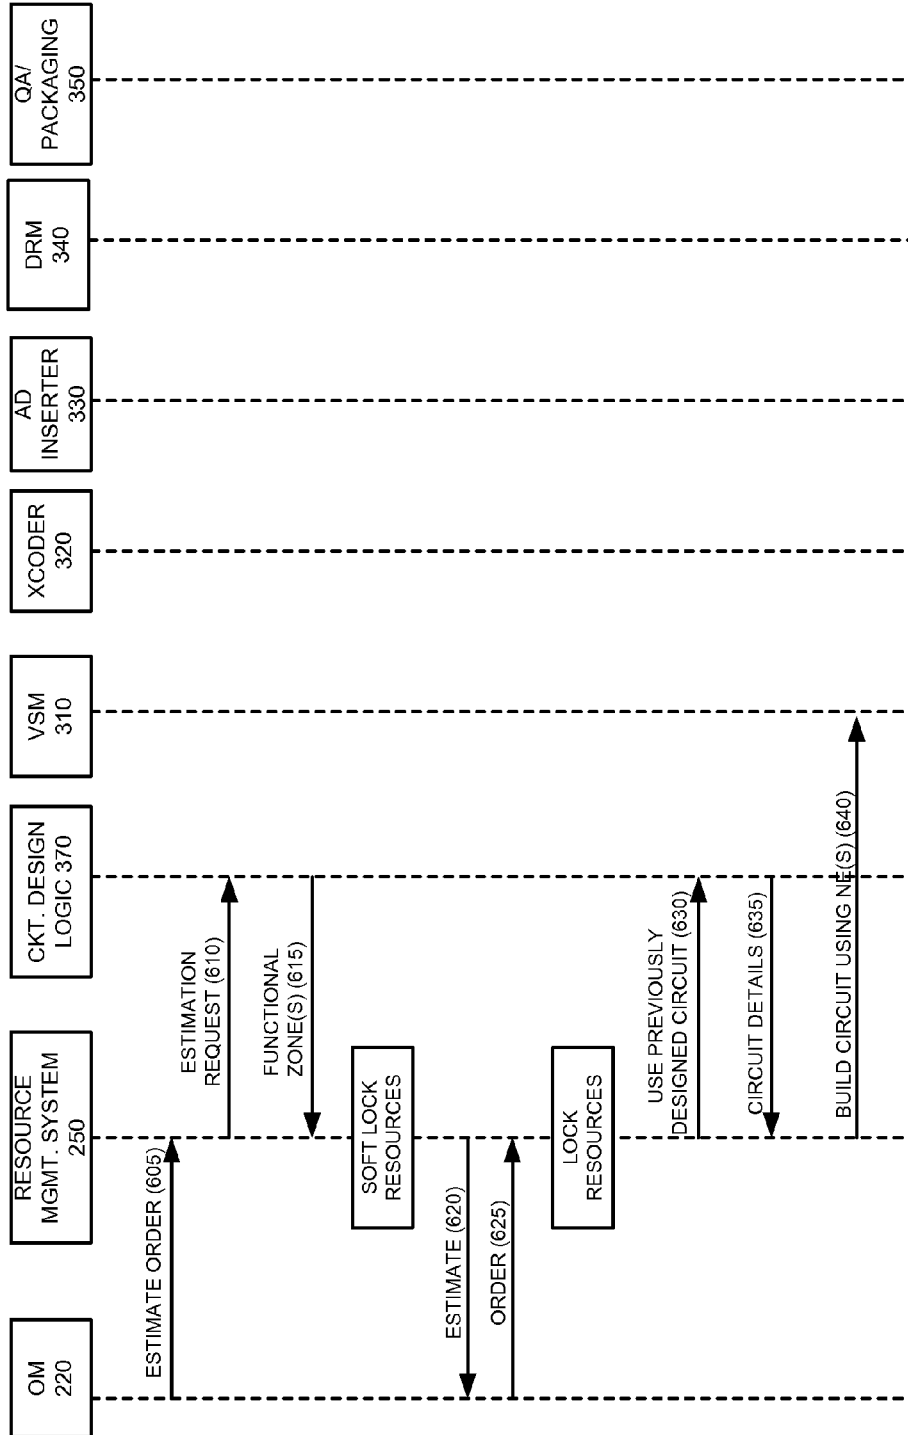 OM
220
RESOURCE
MGMT. SYSTEM
250
CKT. DESIGN
LOGIC 370
VSM
310
XCODER
320
AD
INSERTER
330
DRM
340
QA/
PACKAGING
350
ESTIMATE ORDER (605)
ESTIMATION
REQUEST (610)
FUNCTIONAL
ZONE(S) (615)
SOFT LOCK
RESOURCES
ESTIMATE (620)
ORDER (625)
LOCK
RESOURCES
USE PREVIOUSLY
DESIGNED CIRCUIT (630)
CIRCUIT DETAILS (635)
BUILD CIRCUIT USING NE(S) (640)